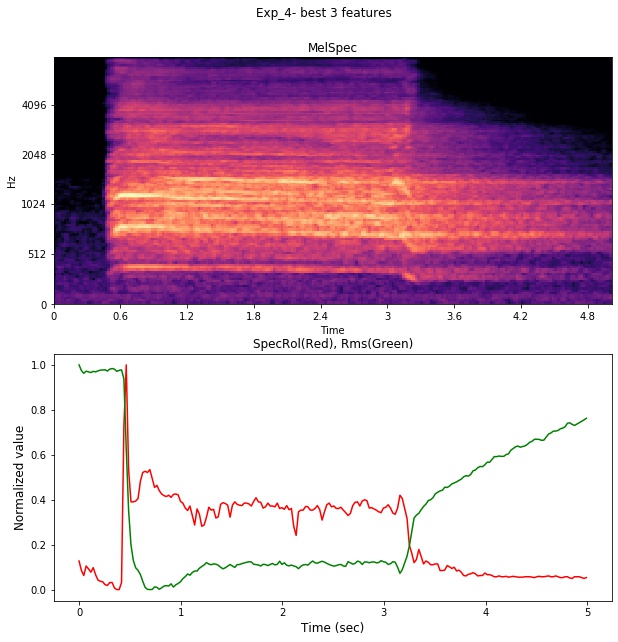 Exp_4- best 3 features
MelSpec
4096
2048
1024
512
0
Hz
0 0.6 1.2 1.8 2.4 3 3.6 4.2 4.8
Time
SpecRol(Red), Rms(Green)
1.0
0.8
0.6
0.4
0.2
0.0
Normalized value
0 1 2 3 4 5
Time (sec)